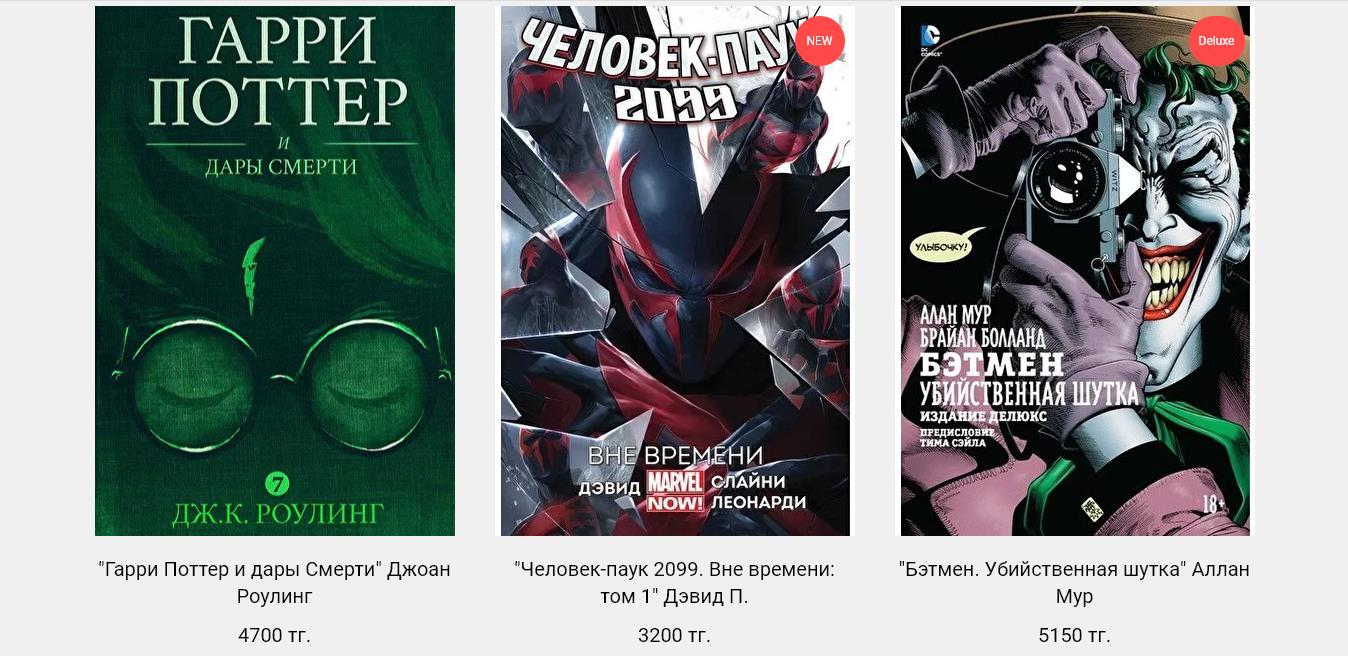 ГАРРИ
ПОТТЕР
И
ДАРЫ СМЕРТИ
7
ДЖ.К. РОУЛИНГ
"Гарри Поттер и дары Смерти" Джоан
Роулинг
4700 тг.
NEW
ЧЕЛОВЕК-ПАУК
2099
ВНЕ ВРЕМЕНИ
ДЭВИД MARVEL СЛАЙНИ
NOW! ЛЕОНАРДИ
"Человек-паук 2099. Вне времени:
том 1" Дэвид П.
3200 тг.
Deluxe
DC
COMICS
WITZ
УЛЫБОЧКУ!
АЛАН МУР
БРАЙАН БОЛЛАНД
БЭТМЕН
УБИЙСТВЕННАЯ ШУТКА
ИЗДАНИЕ ДЕЛЮКС
ПРЕДИСЛОВИЕ
ТИМА СЭЙЛА
18+
"Бэтмен. Убийственная шутка" Аллан
Мур
5150 тг.